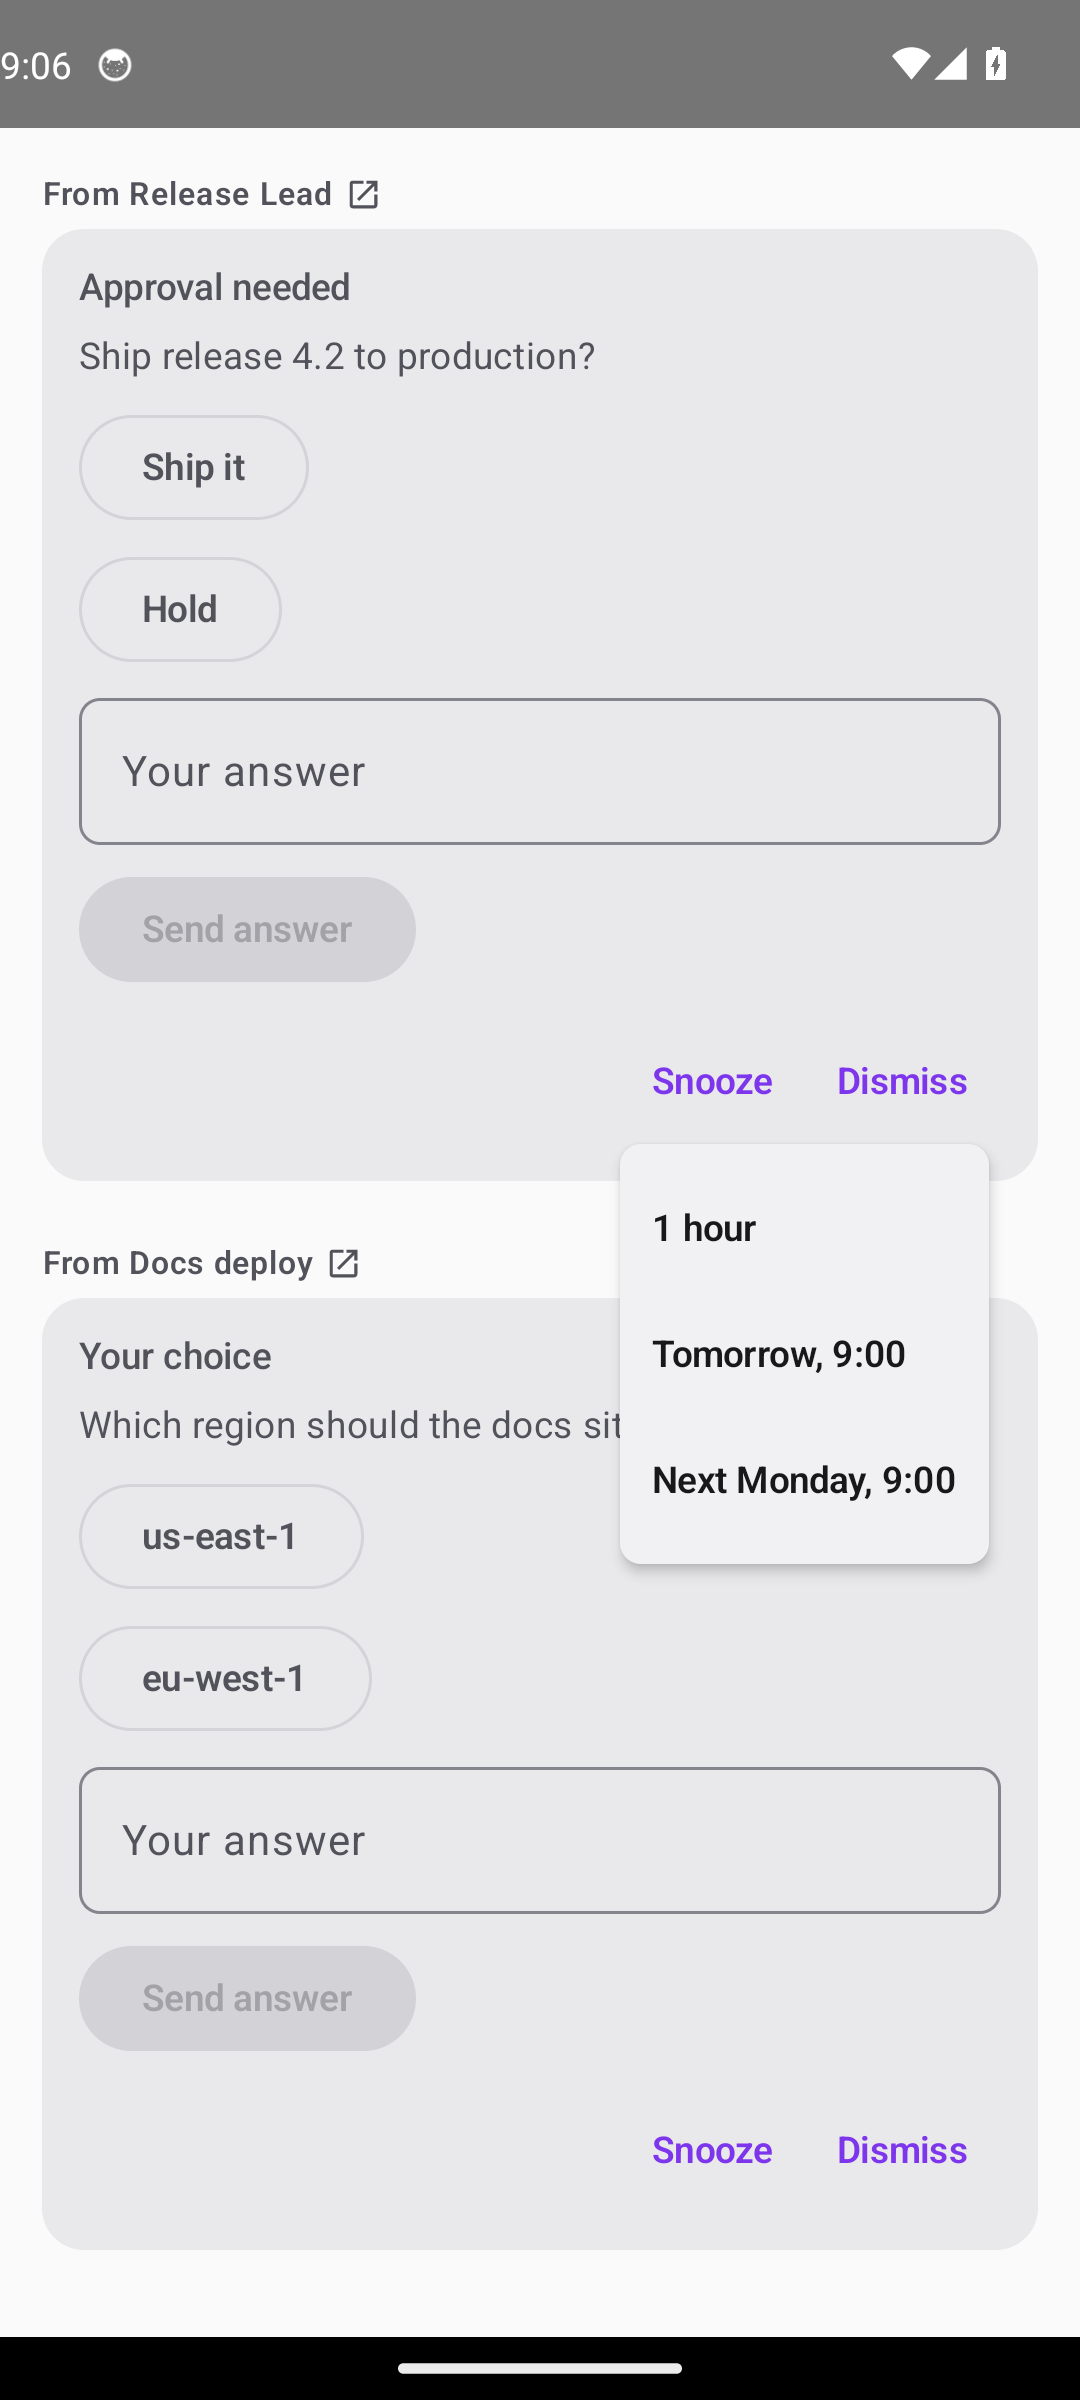 9:06
From Release Lead
Approval needed
Ship release 4.2 to production?
Ship it
Hold
Your answer
Send answer
Snooze Dismiss
1 hour
Tomorrow, 9:00
Next Monday, 9:00
From Docs deploy
Your choice
Which region should the docs
us-east-1
eu-west-1
Your answer
Send answer
Snooze Dismiss